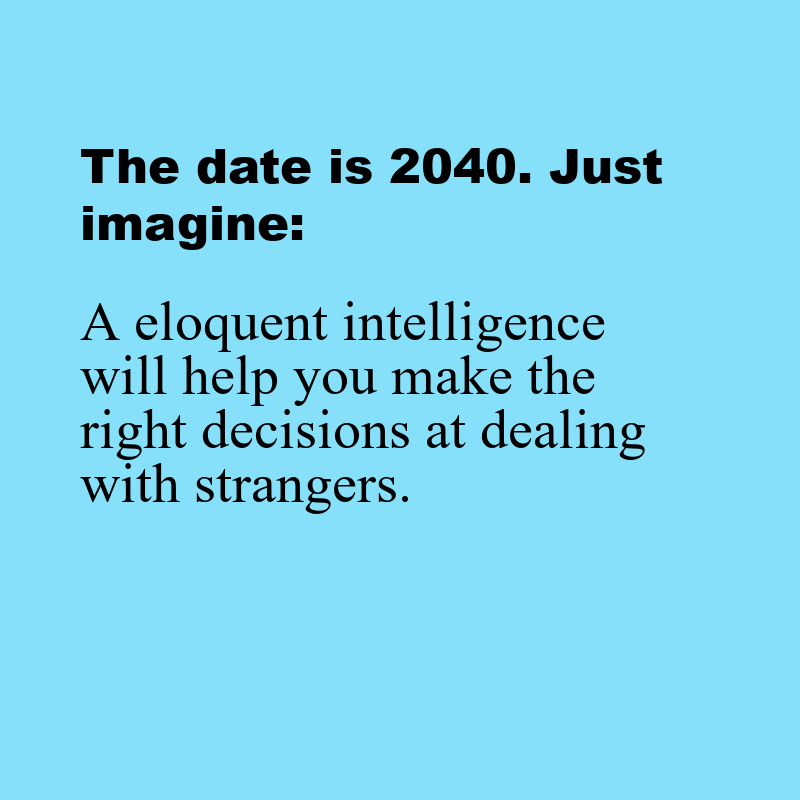 The date is 2040. Just
imagine:
A eloquent intelligence
will help you make the
right decisions at dealing
with strangers.